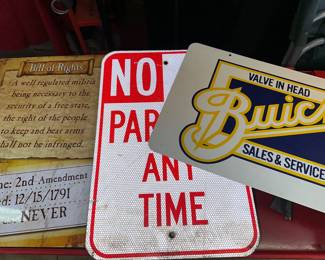 Bill of Rights
A well regulated militia
being necessary to the
security of a free state,
the right of the people
to keep and bear army
shall not be infringed.
me: 2nd Amendment
ed: 12/15/1791
NEVER
NO
PAR
ANY
TIME
VALVE IN HEAD
Buick
SALES & SERVICE